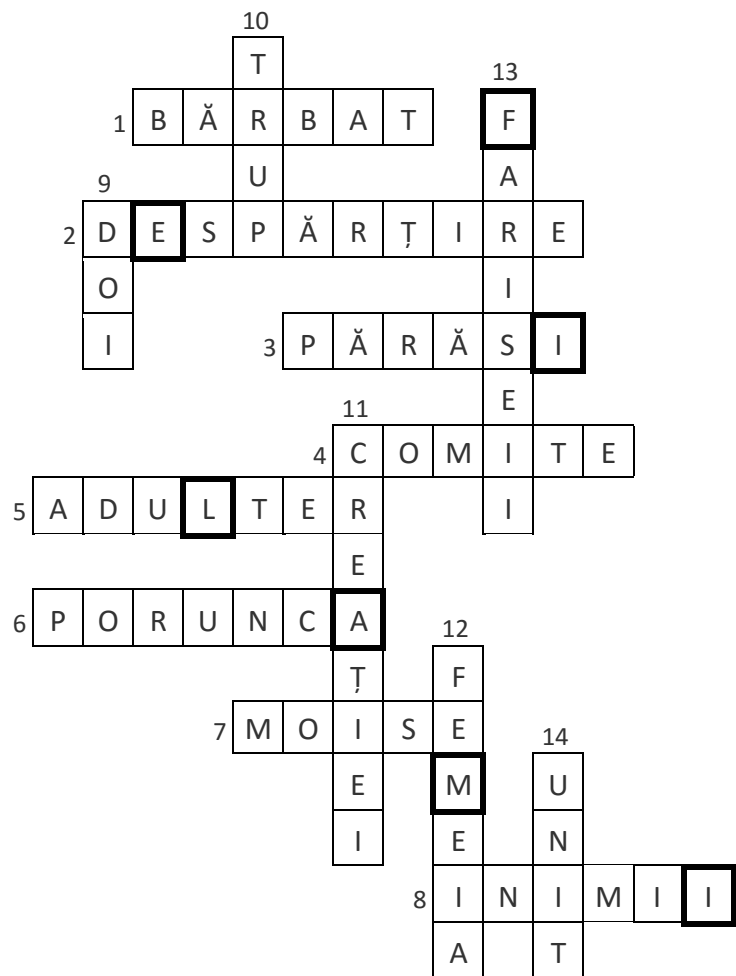 10
T
13
1 B Ă R B A T F
U A
9
2 D E S P Ă R Ț I R E
O I
I 3 P Ă R Ă S I
E
11
4 C O M I T E
5 A D U L T E R I
E
6 P O R U N C A
12
Ț F
7 M O I S E
14
E M U
I E N
8 I N I M I I
A T